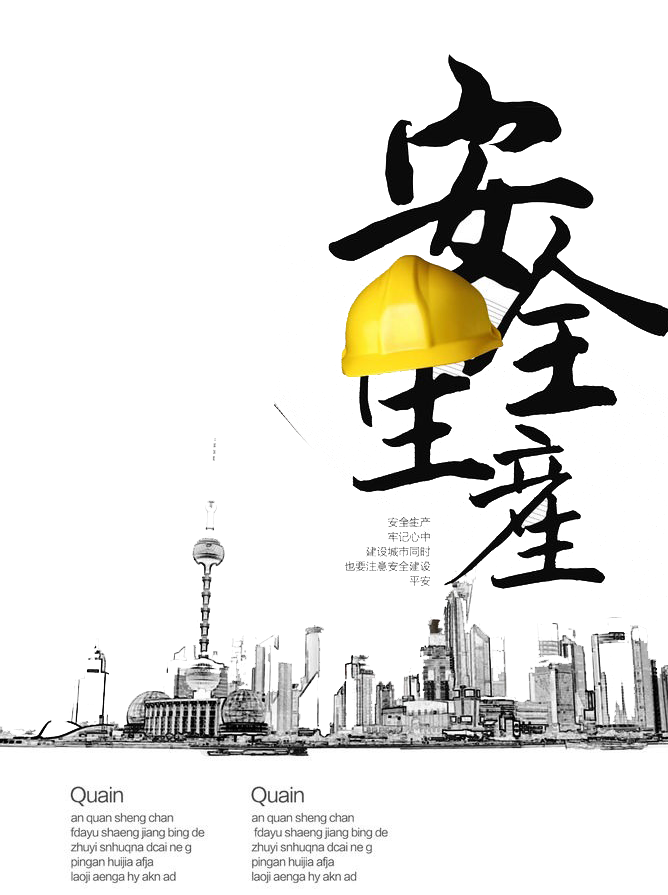 安全
生産
安全生产
牢记心中
建设城市同时
也要注意安全建设
平安
Quain
an quan sheng chan
fdayu shaeng jiang bing de
zhuyi snhuqna dcai ne g
pingan huijia afja
laoji aenga hy akn ad
Quain
an quan sheng chan
fdayu shaeng jiang bing de
zhuyi snhuqna dcai ne g
pingan huijia afja
laoji aenga hy akn ad